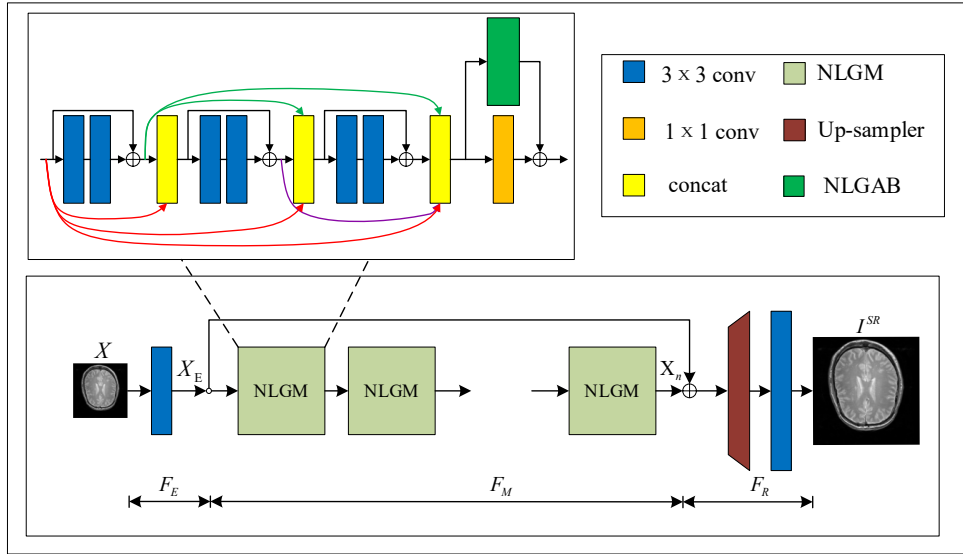 3 × 3 conv
NLGM
1 × 1 conv
Up-sampler
concat
NLGAB
X
X_E
NLGM
NLGM
NLGM
X_n
I^{SR}
F_E
F_M
F_R